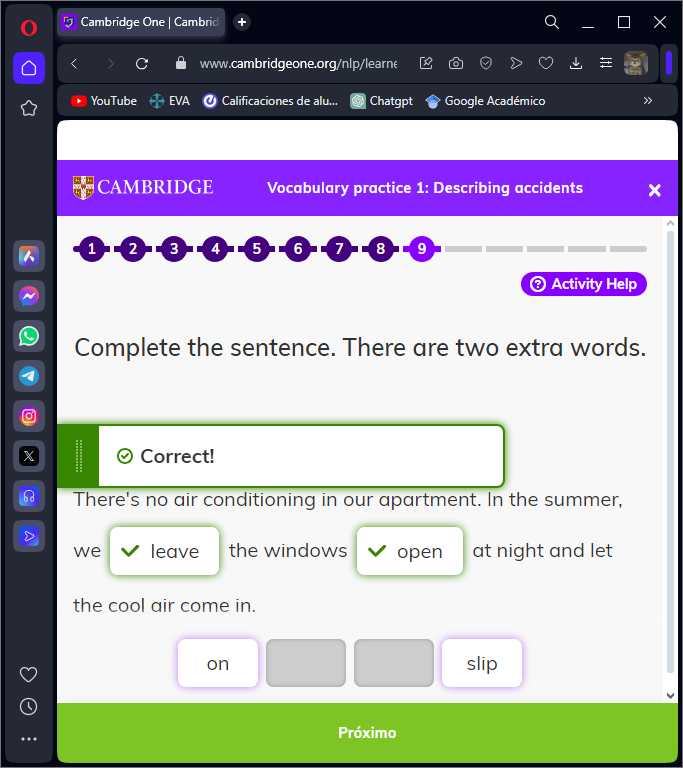 Cambridge One | Cambrid
www.cambridgeone.org/nlp/learne
YouTube EVA Calificaciones de alu... Chatgpt Google Académico »
CAMBRIDGE Vocabulary practice 1: Describing accidents
1 2 3 4 5 6 7 8 9
Activity Help
Complete the sentence. There are two extra words.
Correct!
There's no air conditioning in our apartment. In the summer,
we leave the windows open at night and let
the cool air come in.
on slip
Próximo